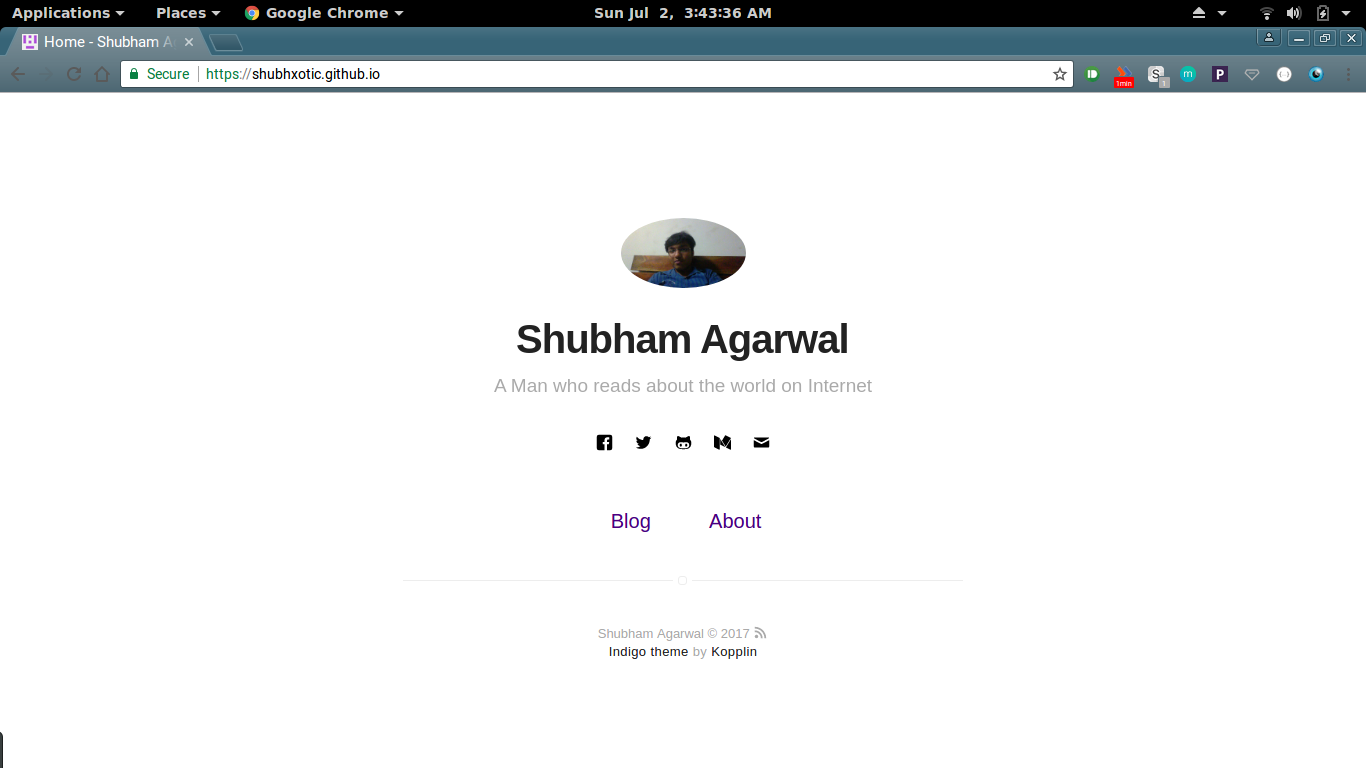 Applications Places Google Chrome Sun Jul 2, 3:43:36 AM
Home - Shubham A
Secure https://shubhxotic.github.io 1min S 1 m P
Shubham Agarwal
A Man who reads about the world on Internet
Blog About
Shubham Agarwal © 2017
Indigo theme by Kopplin